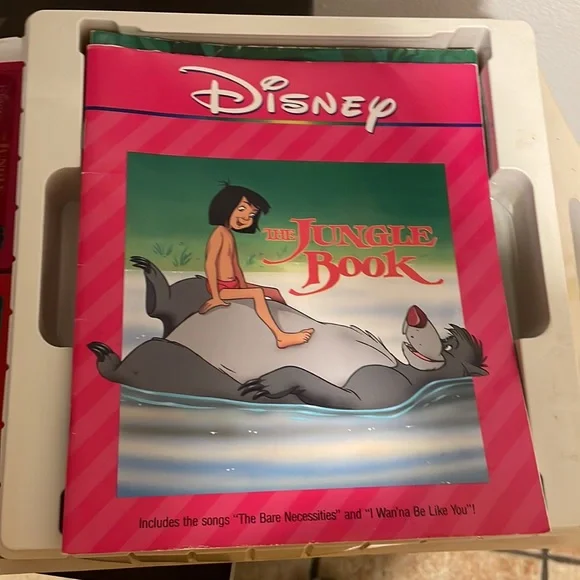 Disney
THE JUNGLE
BOOK
Includes the songs "The Bare Necessities" and "I Wan'na Be Like You"!